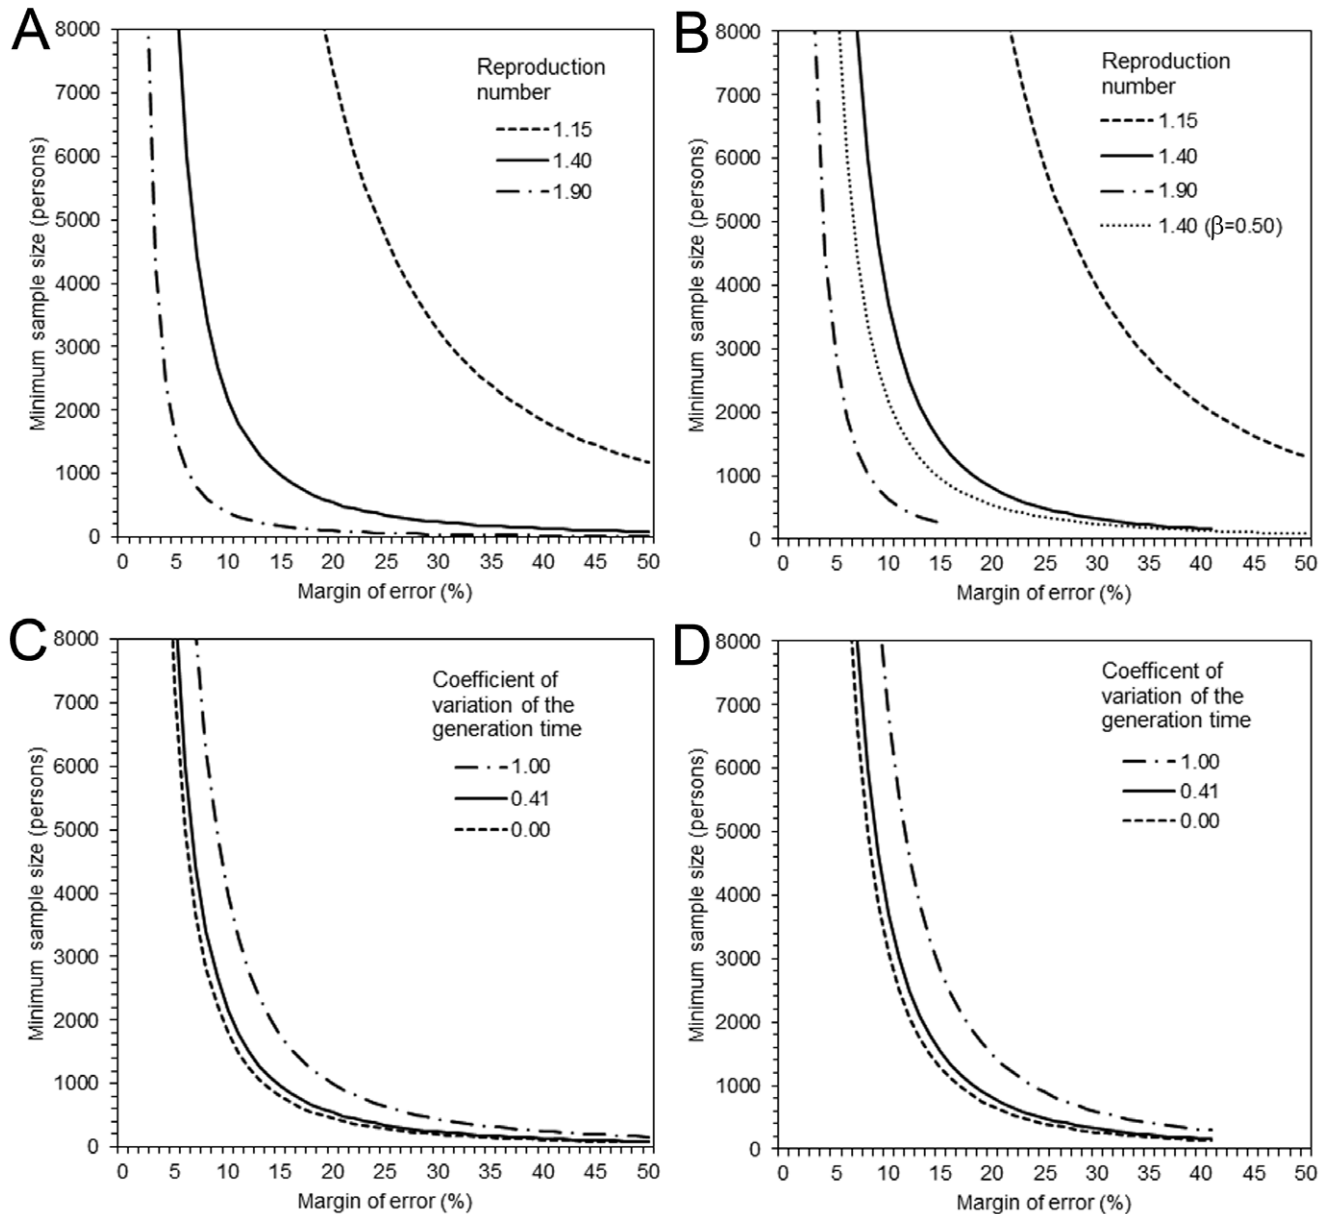 A
8000
7000
6000
5000
4000
3000
2000
1000
0
Minimum sample size (persons)
Reproduction
number
1.15
1.40
1.90
0 5 10 15 20 25 30 35 40 45 50
Margin of error (%)
B
8000
7000
6000
5000
4000
3000
2000
1000
0
Minimum sample size (persons)
Reproduction
number
1.15
1.40
1.90
1.40 (β=0.50)
0 5 10 15 20 25 30 35 40 45 50
Margin of error (%)
C
8000
7000
6000
5000
4000
3000
2000
1000
0
Minimum sample size (persons)
Coefficient of
variation of the
generation time
1.00
0.41
0.00
0 5 10 15 20 25 30 35 40 45 50
Margin of error (%)
D
8000
7000
6000
5000
4000
3000
2000
1000
0
Minimum sample size (persons)
Coefficent of
variation of the
generation time
1.00
0.41
0.00
0 5 10 15 20 25 30 35 40 45 50
Margin of error (%)